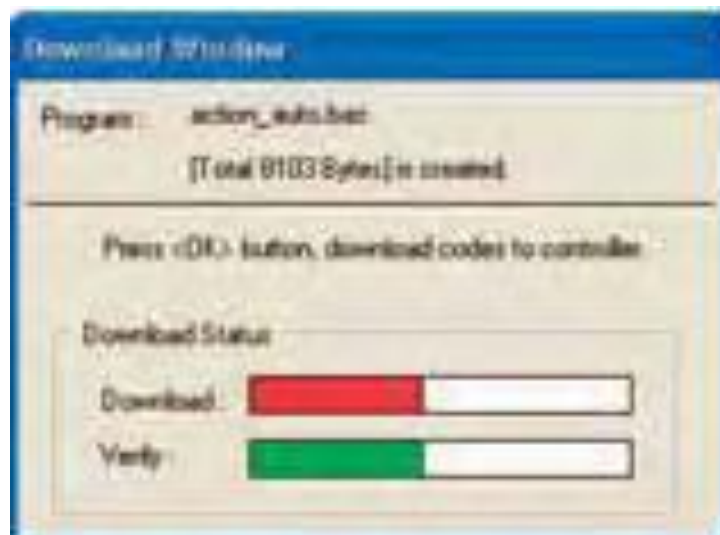 Download Window
Program : action_auto.bas
[Total 8103 Bytes] is created.
Press <OK> button, download codes to controller.
Download Status
Download :
Verify :